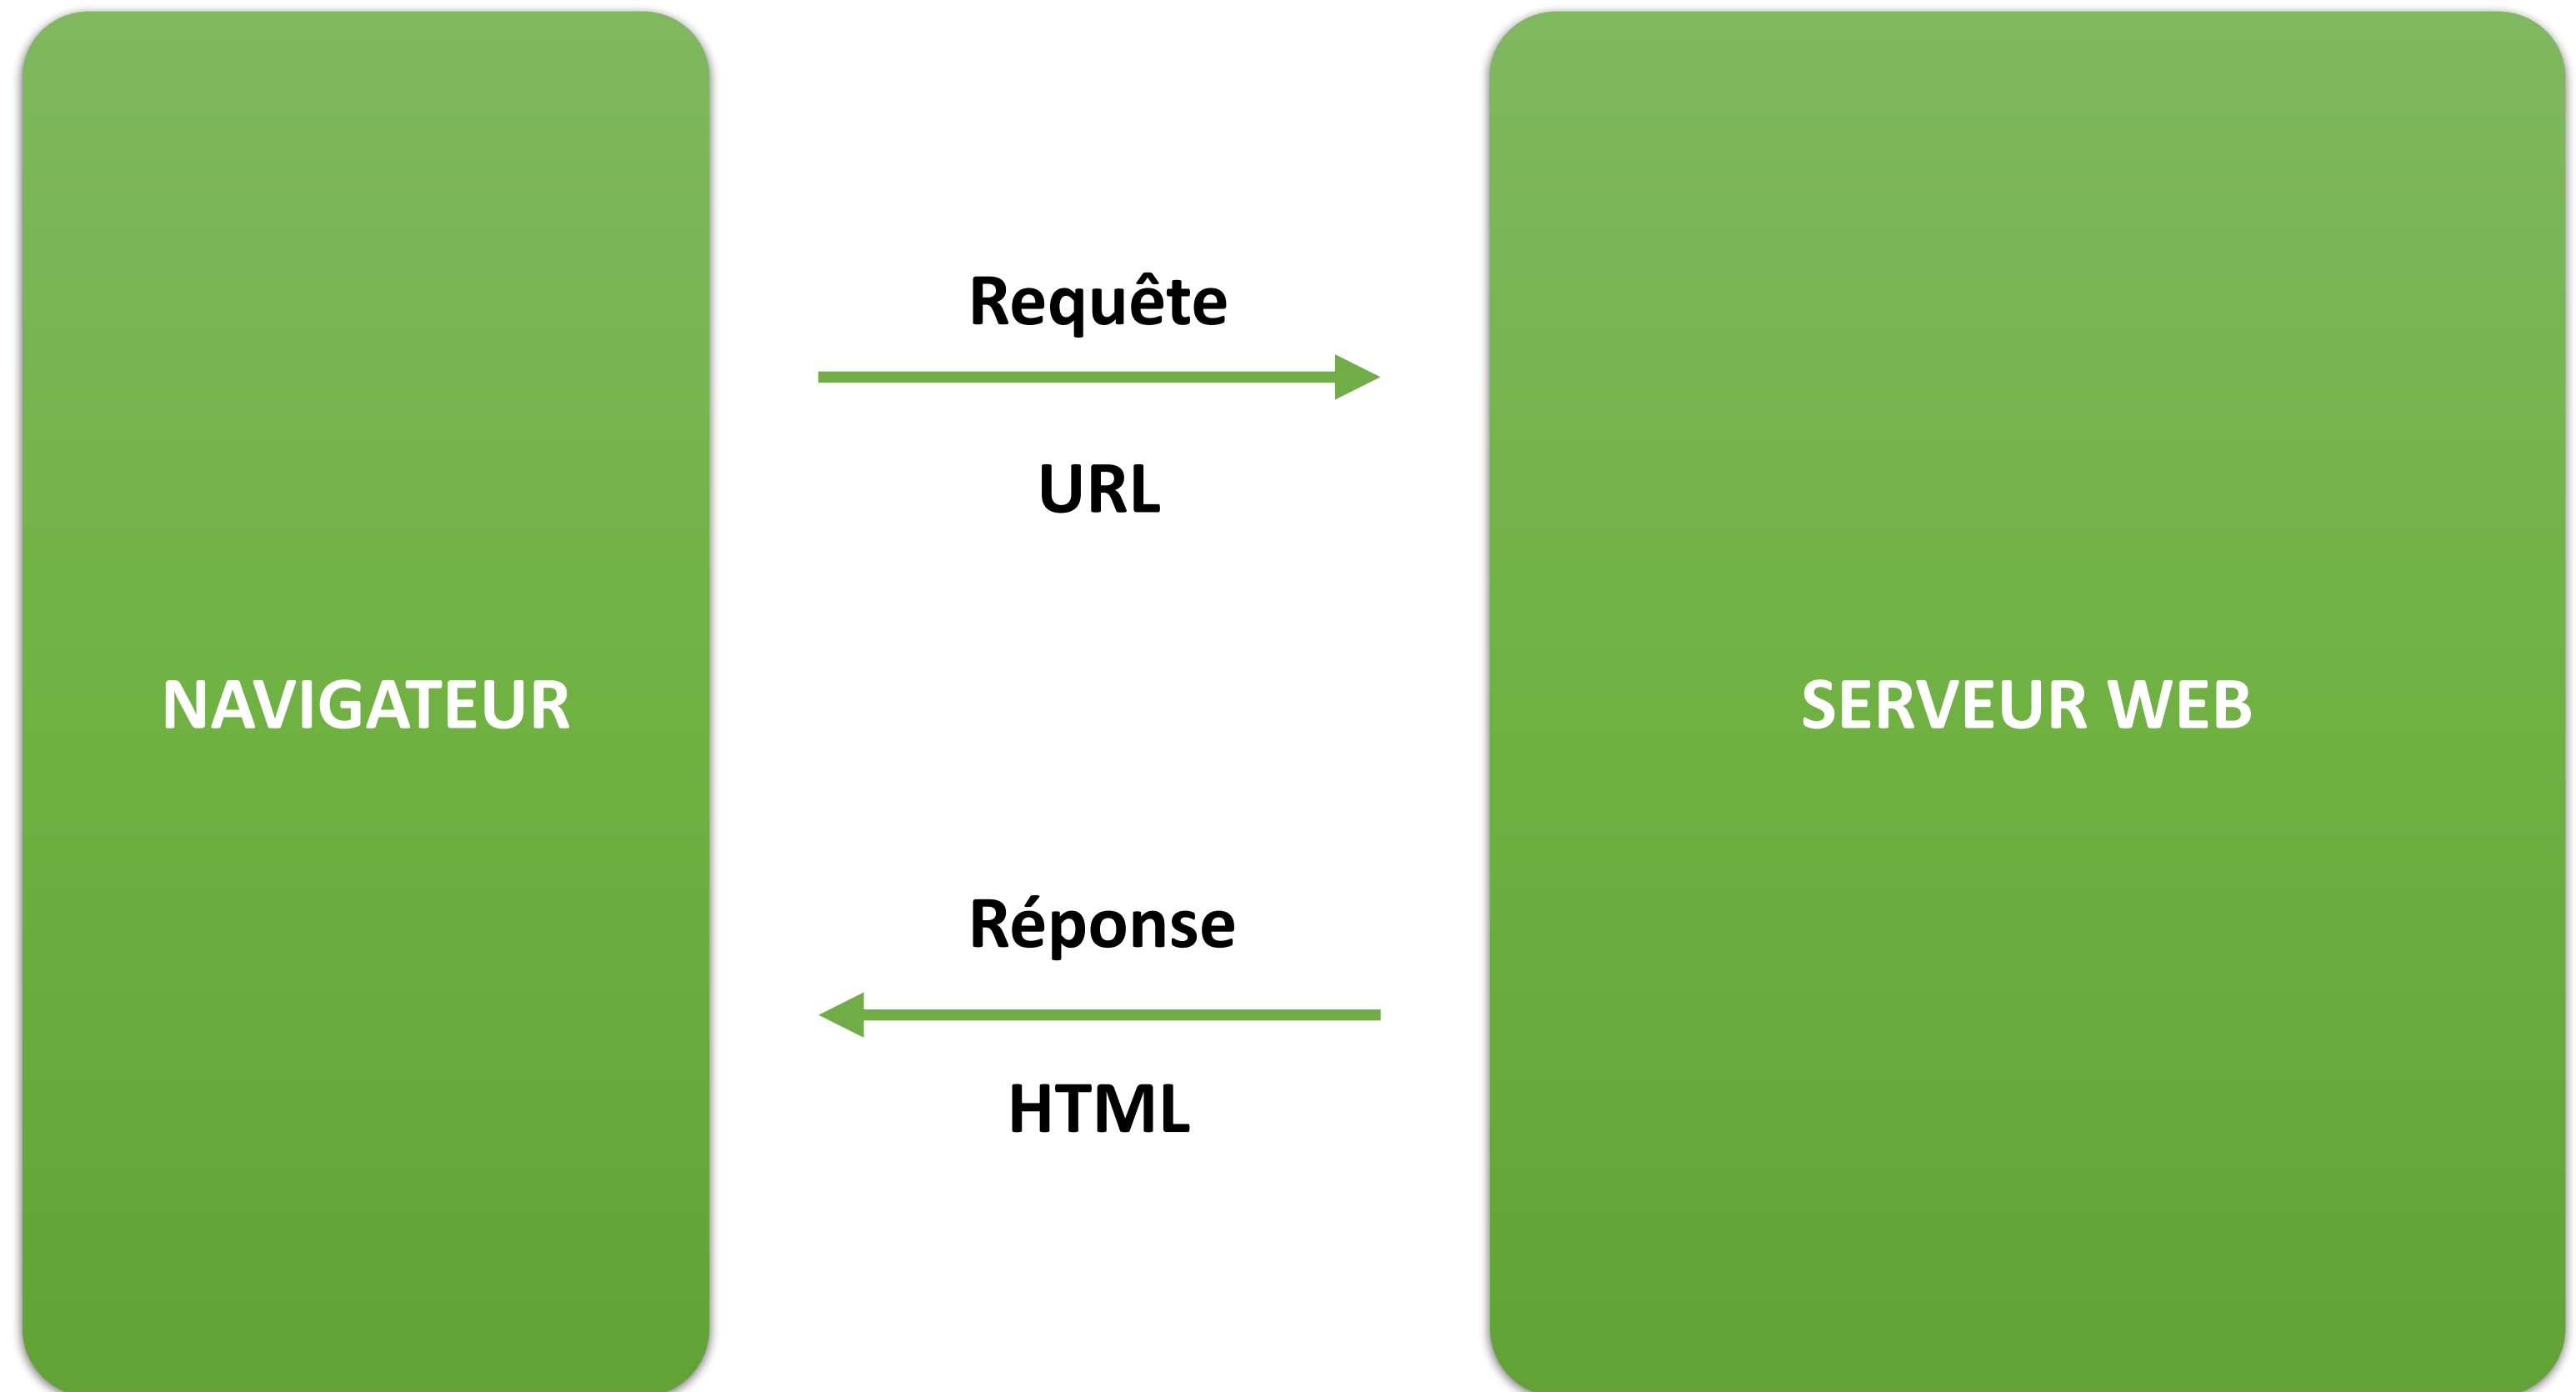 Requête
URL
NAVIGATEUR
SERVEUR WEB
Réponse
HTML